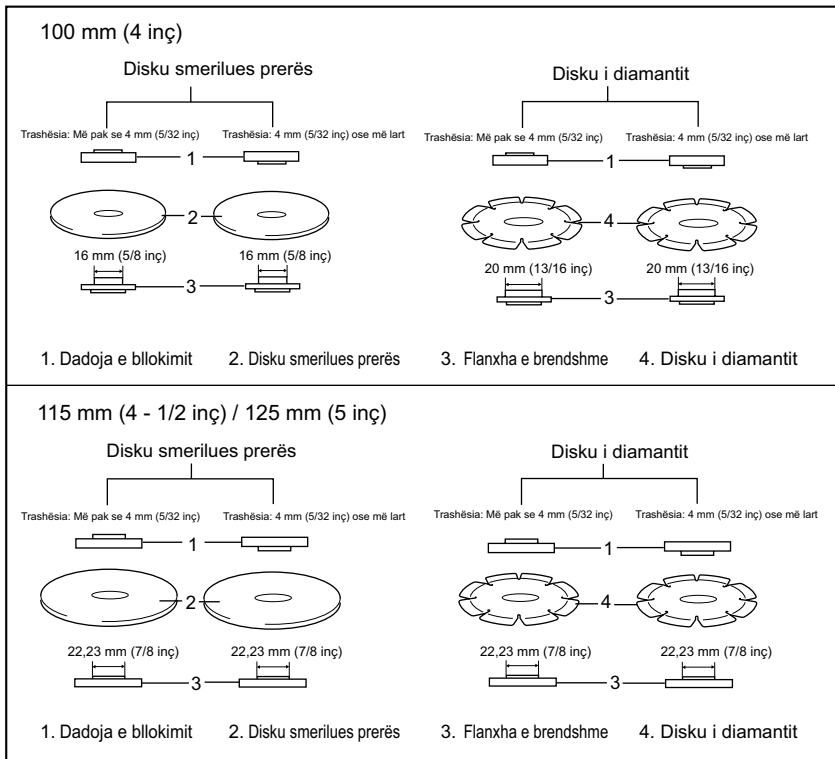 100 mm (4 inç)
Disku smerilues prerës
Disku i diamantit
Trashësia: Më pak se 4 mm (5/32 inç)
Trashësia: 4 mm (5/32 inç) ose më lart
Trashësia: Më pak se 4 mm (5/32 inç)
Trashësia: 4 mm (5/32 inç) ose më lart
1
1
2
4
16 mm (5/8 inç)
16 mm (5/8 inç)
20 mm (13/16 inç)
20 mm (13/16 inç)
3
3
1. Dadoja e bllokimit 2. Disku smerilues prerës 3. Flanxha e brendshme 4. Disku i diamantit
115 mm (4 - 1/2 inç) / 125 mm (5 inç)
Disku smerilues prerës
Disku i diamantit
Trashësia: Më pak se 4 mm (5/32 inç)
Trashësia: 4 mm (5/32 inç) ose më lart
Trashësia: Më pak se 4 mm (5/32 inç)
Trashësia: 4 mm (5/32 inç) ose më lart
1
1
2
4
22,23 mm (7/8 inç)
22,23 mm (7/8 inç)
22,23 mm (7/8 inç)
22,23 mm (7/8 inç)
3
3
1. Dadoja e bllokimit 2. Disku smerilues prerës 3. Flanxha e brendshme 4. Disku i diamantit